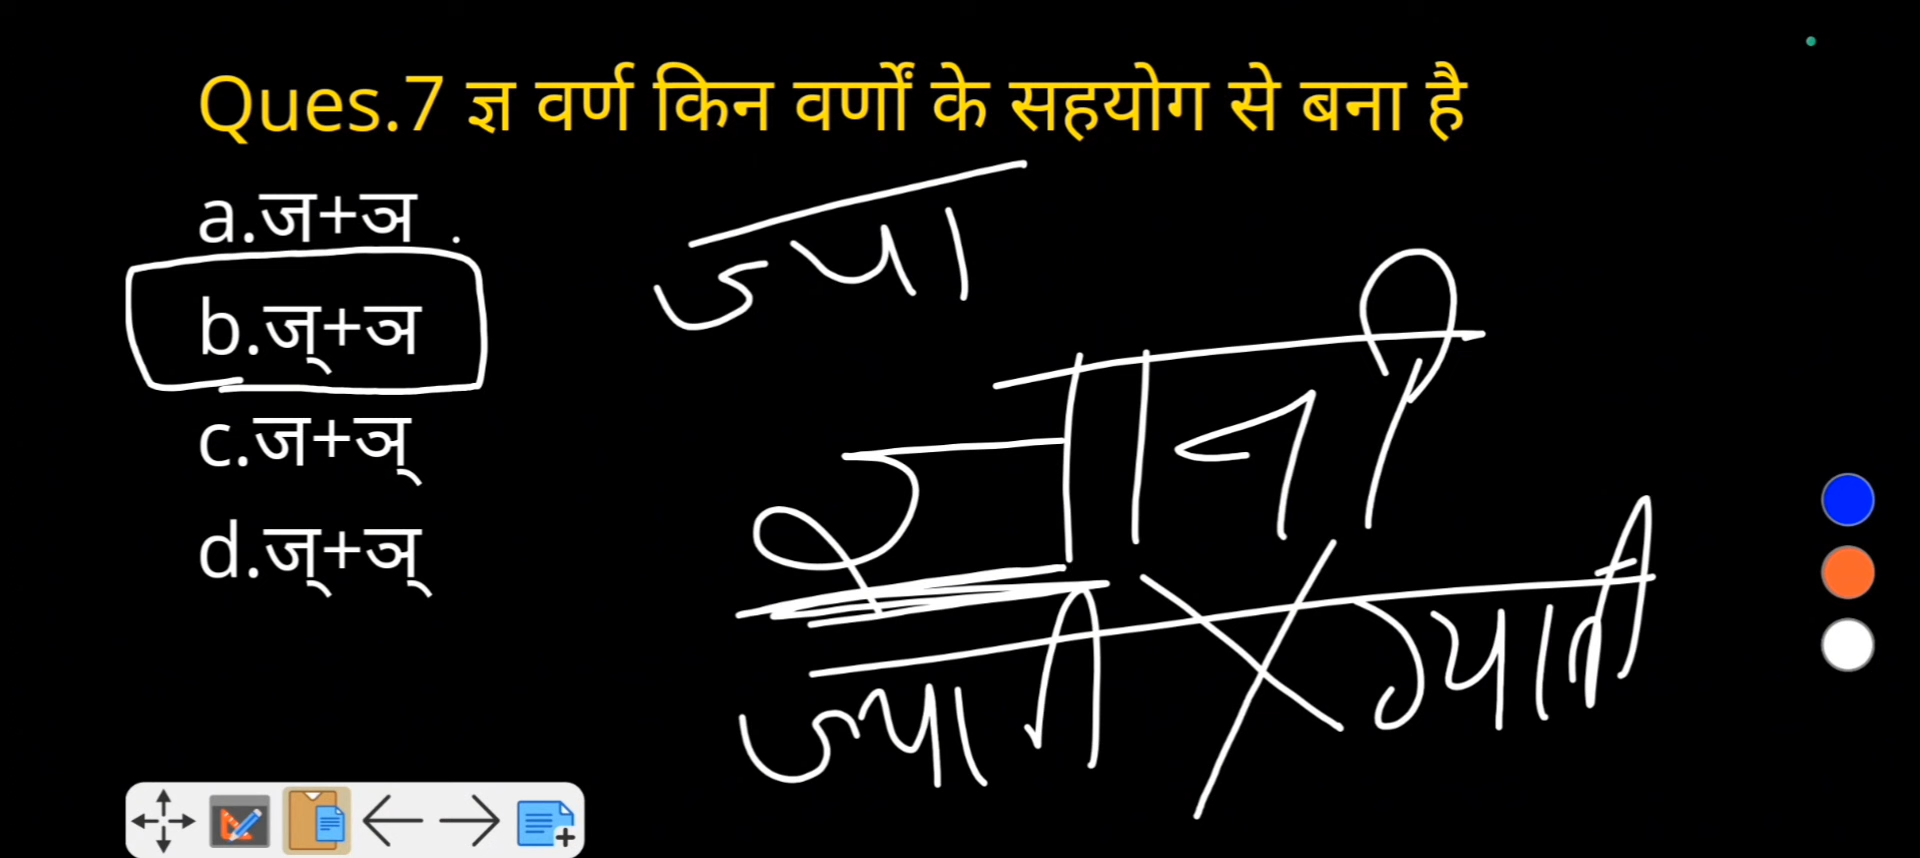 Ques.7 ज्ञ वर्ण किन वर्णों के सहयोग से बना है
a.ज+ञ .
b.ज्+ञ
c.ज+ञ्
d.ज्+ञ्
ज्या
ज्ञानी
ज्यानी
ग्यानी